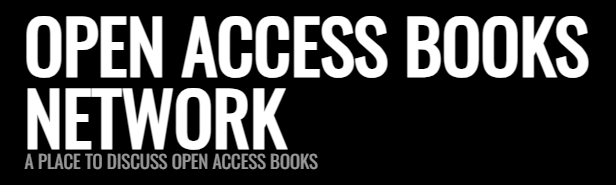 OPEN ACCESS BOOKS
NETWORK
A PLACE TO DISCUSS OPEN ACCESS BOOKS